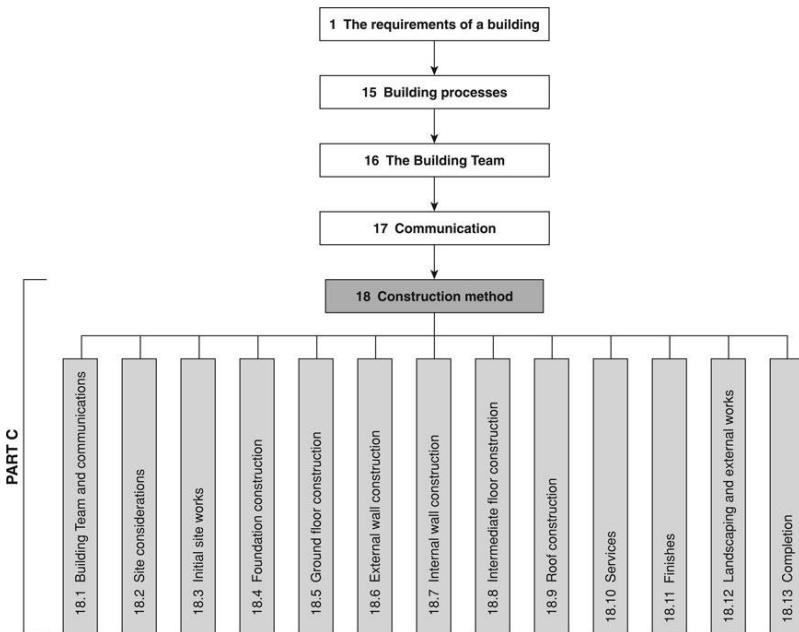 1 The requirements of a building
15 Building processes
16 The Building Team
17 Communication
18 Construction method
PART C
18.1 Building Team and communications
18.2 Site considerations
18.3 Initial site works
18.4 Foundation construction
18.5 Ground floor construction
18.6 External wall construction
18.7 Internal wall construction
18.8 Intermediate floor construction
18.9 Roof construction
18.10 Services
18.11 Finishes
18.12 Landscaping and external works
18.13 Completion